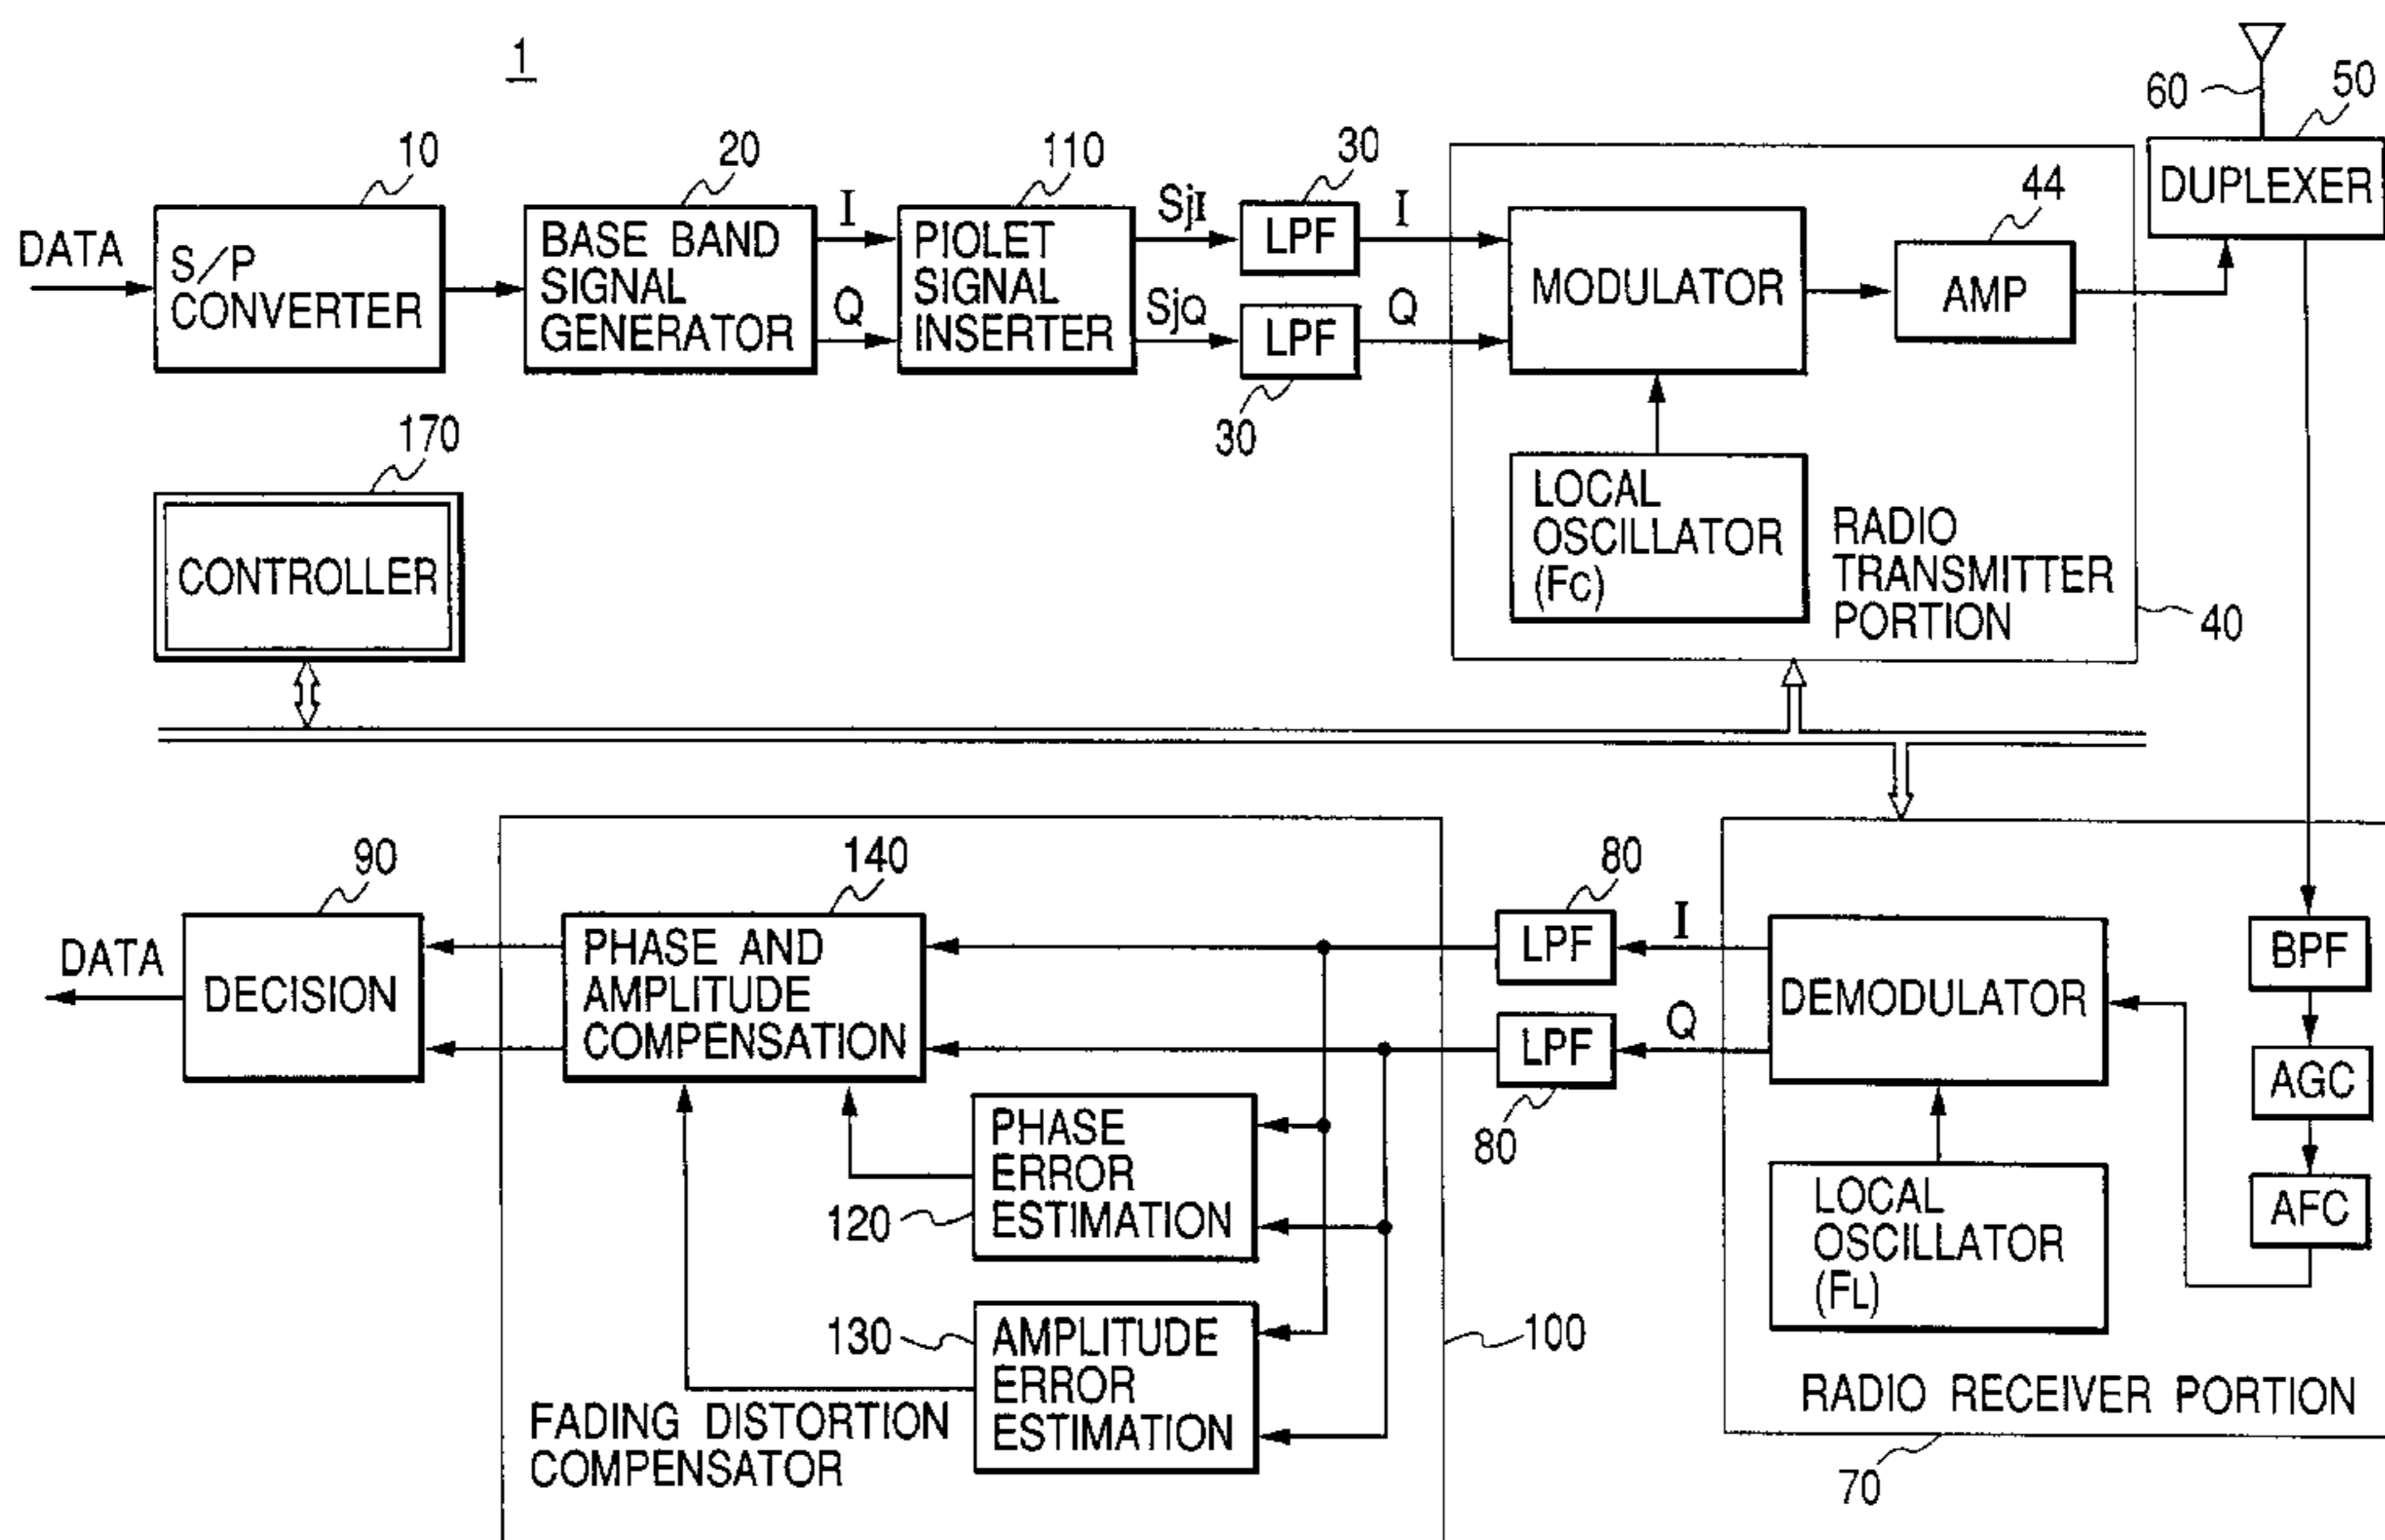 1
60
50
10
20
110
30
44
DUPLEXER
DATA
S/P
CONVERTER
BASE BAND
SIGNAL
GENERATOR
I
Q
PIOLET
SIGNAL
INSERTER
SjI
SjQ
LPF
LPF
30
I
Q
MODULATOR
AMP
LOCAL
OSCILLATOR
(FC)
RADIO
TRANSMITTER
PORTION
40
170
CONTROLLER
90
140
80
DATA
DECISION
PHASE AND
AMPLITUDE
COMPENSATION
LPF
LPF
80
I
Q
DEMODULATOR
BPF
AGC
AFC
PHASE
ERROR
ESTIMATION
120
LOCAL
OSCILLATOR
(FL)
130
AMPLITUDE
ERROR
ESTIMATION
100
FADING DISTORTION
COMPENSATOR
RADIO RECEIVER PORTION
70